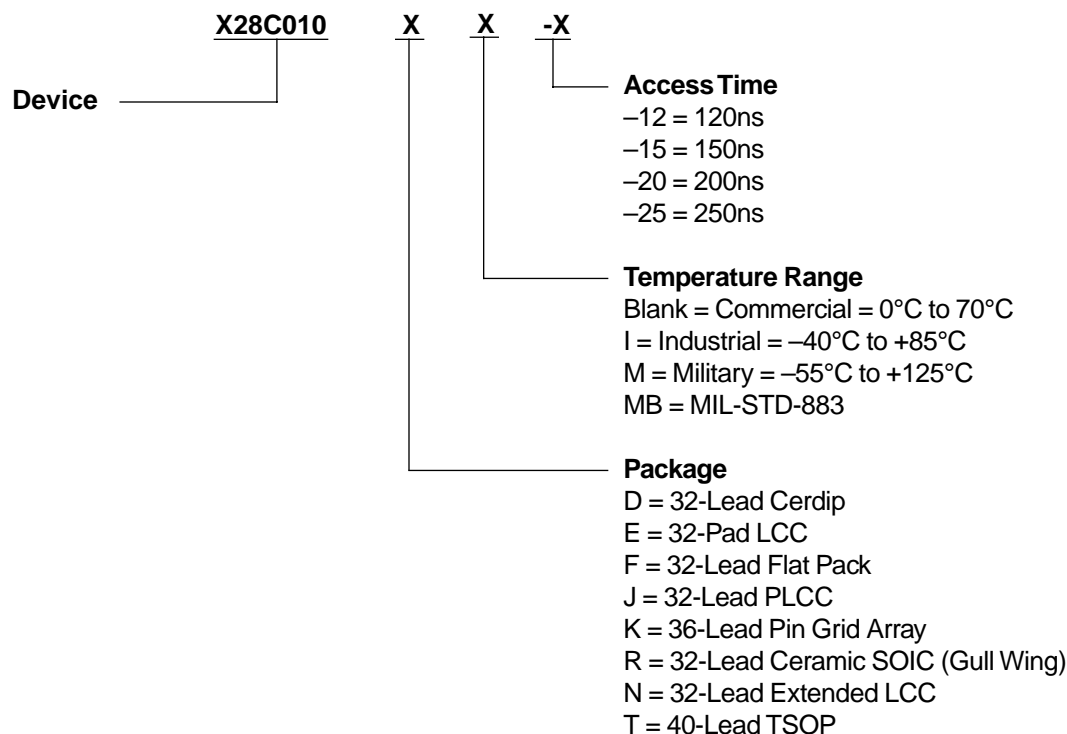 X28C010 X X -X
Device
Access Time
–12 = 120ns
–15 = 150ns
–20 = 200ns
–25 = 250ns
Temperature Range
Blank = Commercial = 0°C to 70°C
I = Industrial = –40°C to +85°C
M = Military = –55°C to +125°C
MB = MIL-STD-883
Package
D = 32-Lead Cerdip
E = 32-Pad LCC
F = 32-Lead Flat Pack
J = 32-Lead PLCC
K = 36-Lead Pin Grid Array
R = 32-Lead Ceramic SOIC (Gull Wing)
N = 32-Lead Extended LCC
T = 40-Lead TSOP